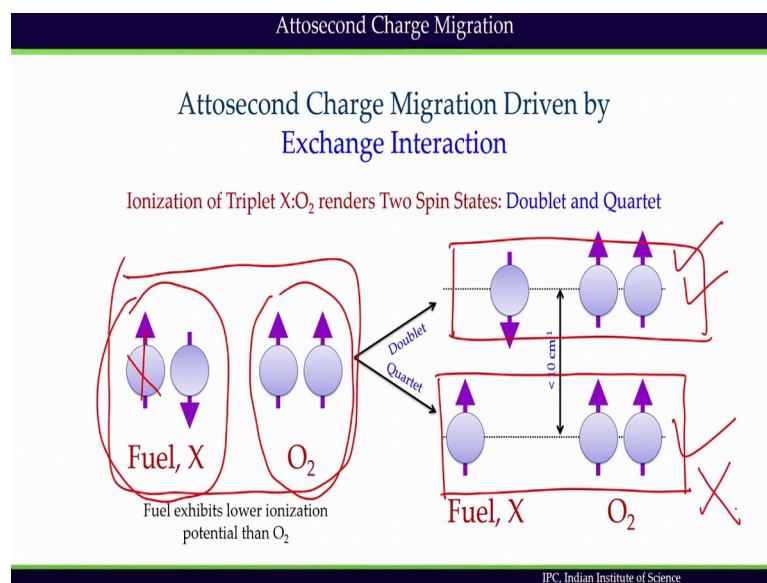 Attosecond Charge Migration
Attosecond Charge Migration Driven by
Exchange Interaction
Ionization of Triplet X:O₂ renders Two Spin States: Doublet and Quartet
Doublet
Quartet
< 10 cm⁻¹
Fuel, X
O₂
Fuel exhibits lower ionization
potential than O₂
Fuel, X
O₂
X
IPC, Indian Institute of Science